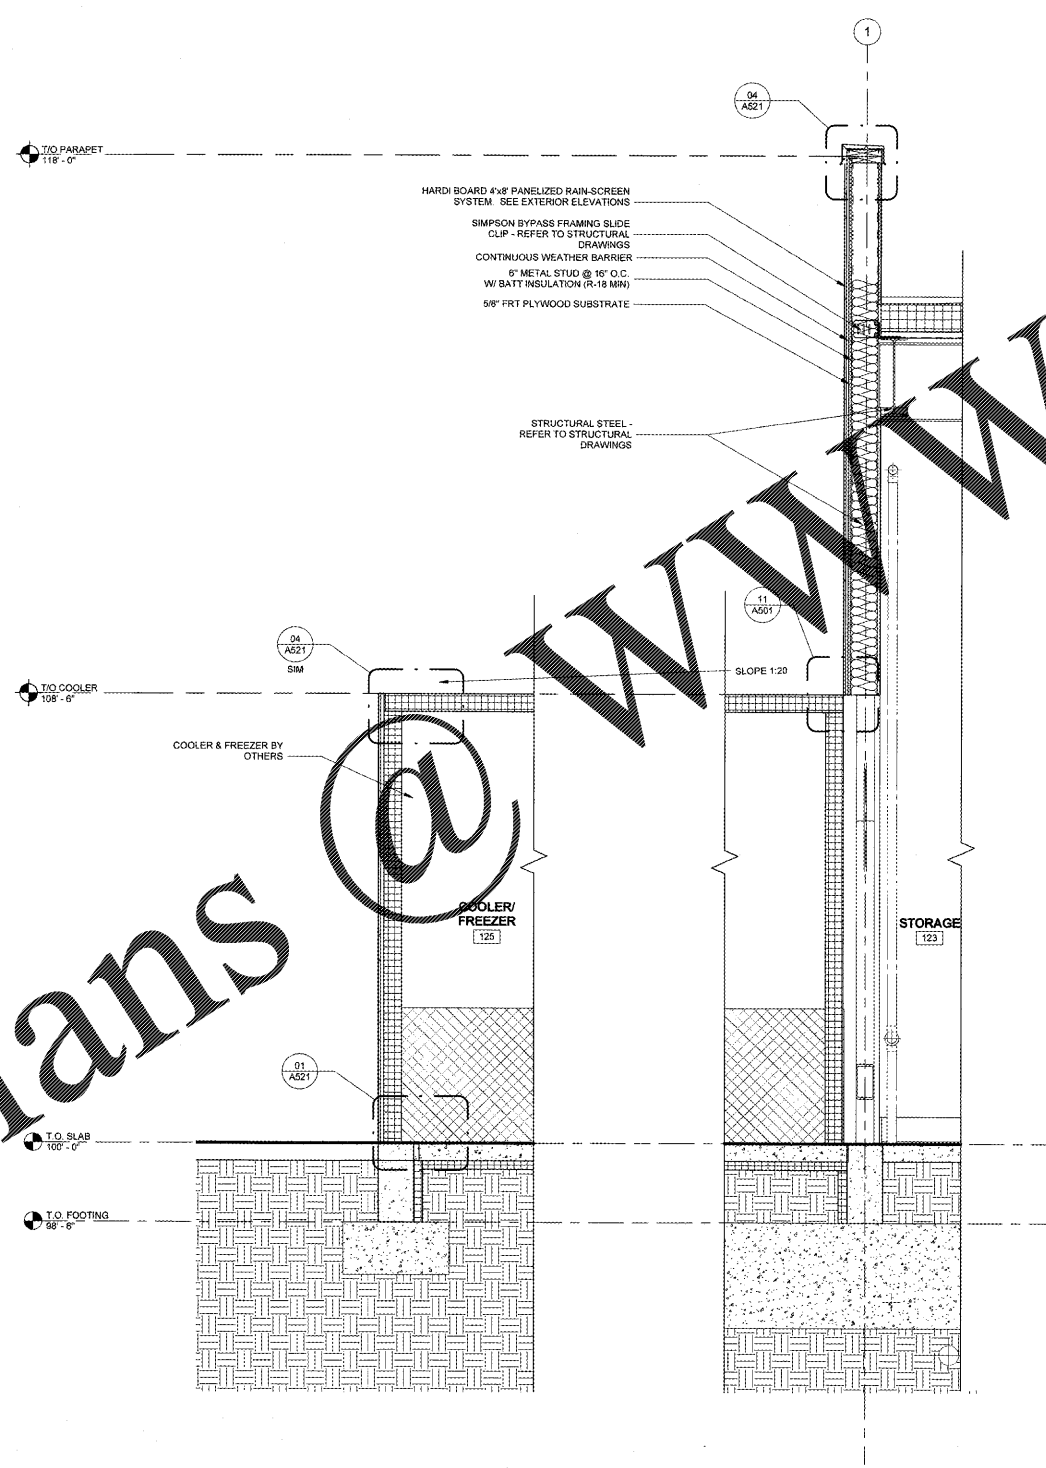 1
04
A521
T/O PARAPET
118' - 0"
HARDI BOARD 4'x8' PANELIZED RAIN-SCREEN
SYSTEM. SEE EXTERIOR ELEVATIONS
SIMPSON BYPASS FRAMING SLIDE
CLIP - REFER TO STRUCTURAL
DRAWINGS
CONTINUOUS WEATHER BARRIER
6" METAL STUD @ 16" O.C.
W/ BATT INSULATION (R-18 MIN)
5/8" FRT PLYWOOD SUBSTRATE
STRUCTURAL STEEL -
REFER TO STRUCTURAL
DRAWINGS
11
A501
04
A521
SIM
SLOPE 1:20
T/O COOLER
108' - 6"
COOLER & FREEZER BY
OTHERS
COOLER/
FREEZER
125
STORAGE
123
01
A521
T.O. SLAB
100' - 0"
T.O. FOOTING
98' - 6"
ans @ www